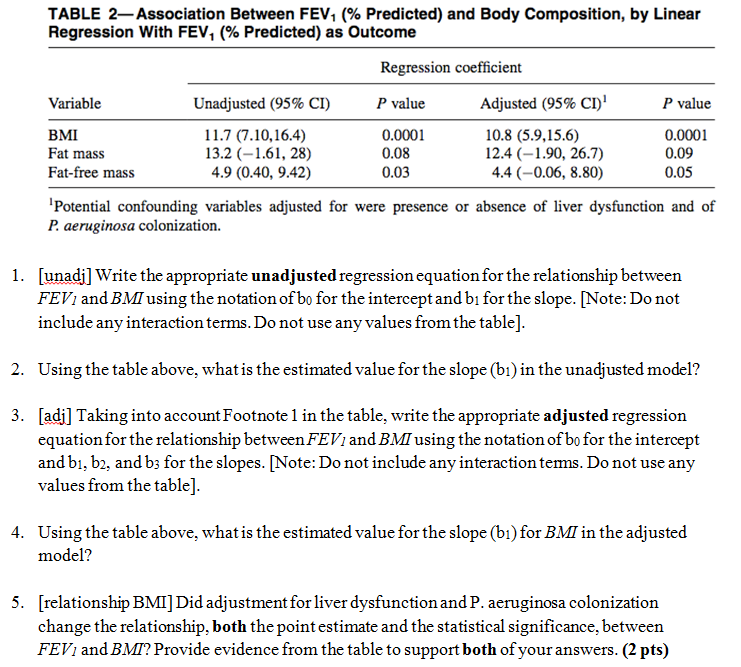 TABLE 2—Association Between FEV₁ (% Predicted) and Body Composition, by Linear
Regression With FEV₁ (% Predicted) as Outcome
Regression coefficient
Variable Unadjusted (95% CI) P value Adjusted (95% CI)¹ P value
BMI 11.7 (7.10,16.4) 0.0001 10.8 (5.9,15.6) 0.0001
Fat mass 13.2 (−1.61, 28) 0.08 12.4 (−1.90, 26.7) 0.09
Fat-free mass 4.9 (0.40, 9.42) 0.03 4.4 (−0.06, 8.80) 0.05
¹Potential confounding variables adjusted for were presence or absence of liver dysfunction and of
P. aeruginosa colonization.
1. [unadj] Write the appropriate unadjusted regression equation for the relationship between
FEV₁ and BMI using the notation of b₀ for the intercept and b₁ for the slope. [Note: Do not
include any interaction terms. Do not use any values from the table].
2. Using the table above, what is the estimated value for the slope (b₁) in the unadjusted model?
3. [adj] Taking into account Footnote 1 in the table, write the appropriate adjusted regression
equation for the relationship between FEV₁ and BMI using the notation of b₀ for the intercept
and b₁, b₂, and b₃ for the slopes. [Note: Do not include any interaction terms. Do not use any
values from the table].
4. Using the table above, what is the estimated value for the slope (b₁) for BMI in the adjusted
model?
5. [relationship BMI] Did adjustment for liver dysfunction and P. aeruginosa colonization
change the relationship, both the point estimate and the statistical significance, between
FEV₁ and BMI? Provide evidence from the table to support both of your answers. (2 pts)